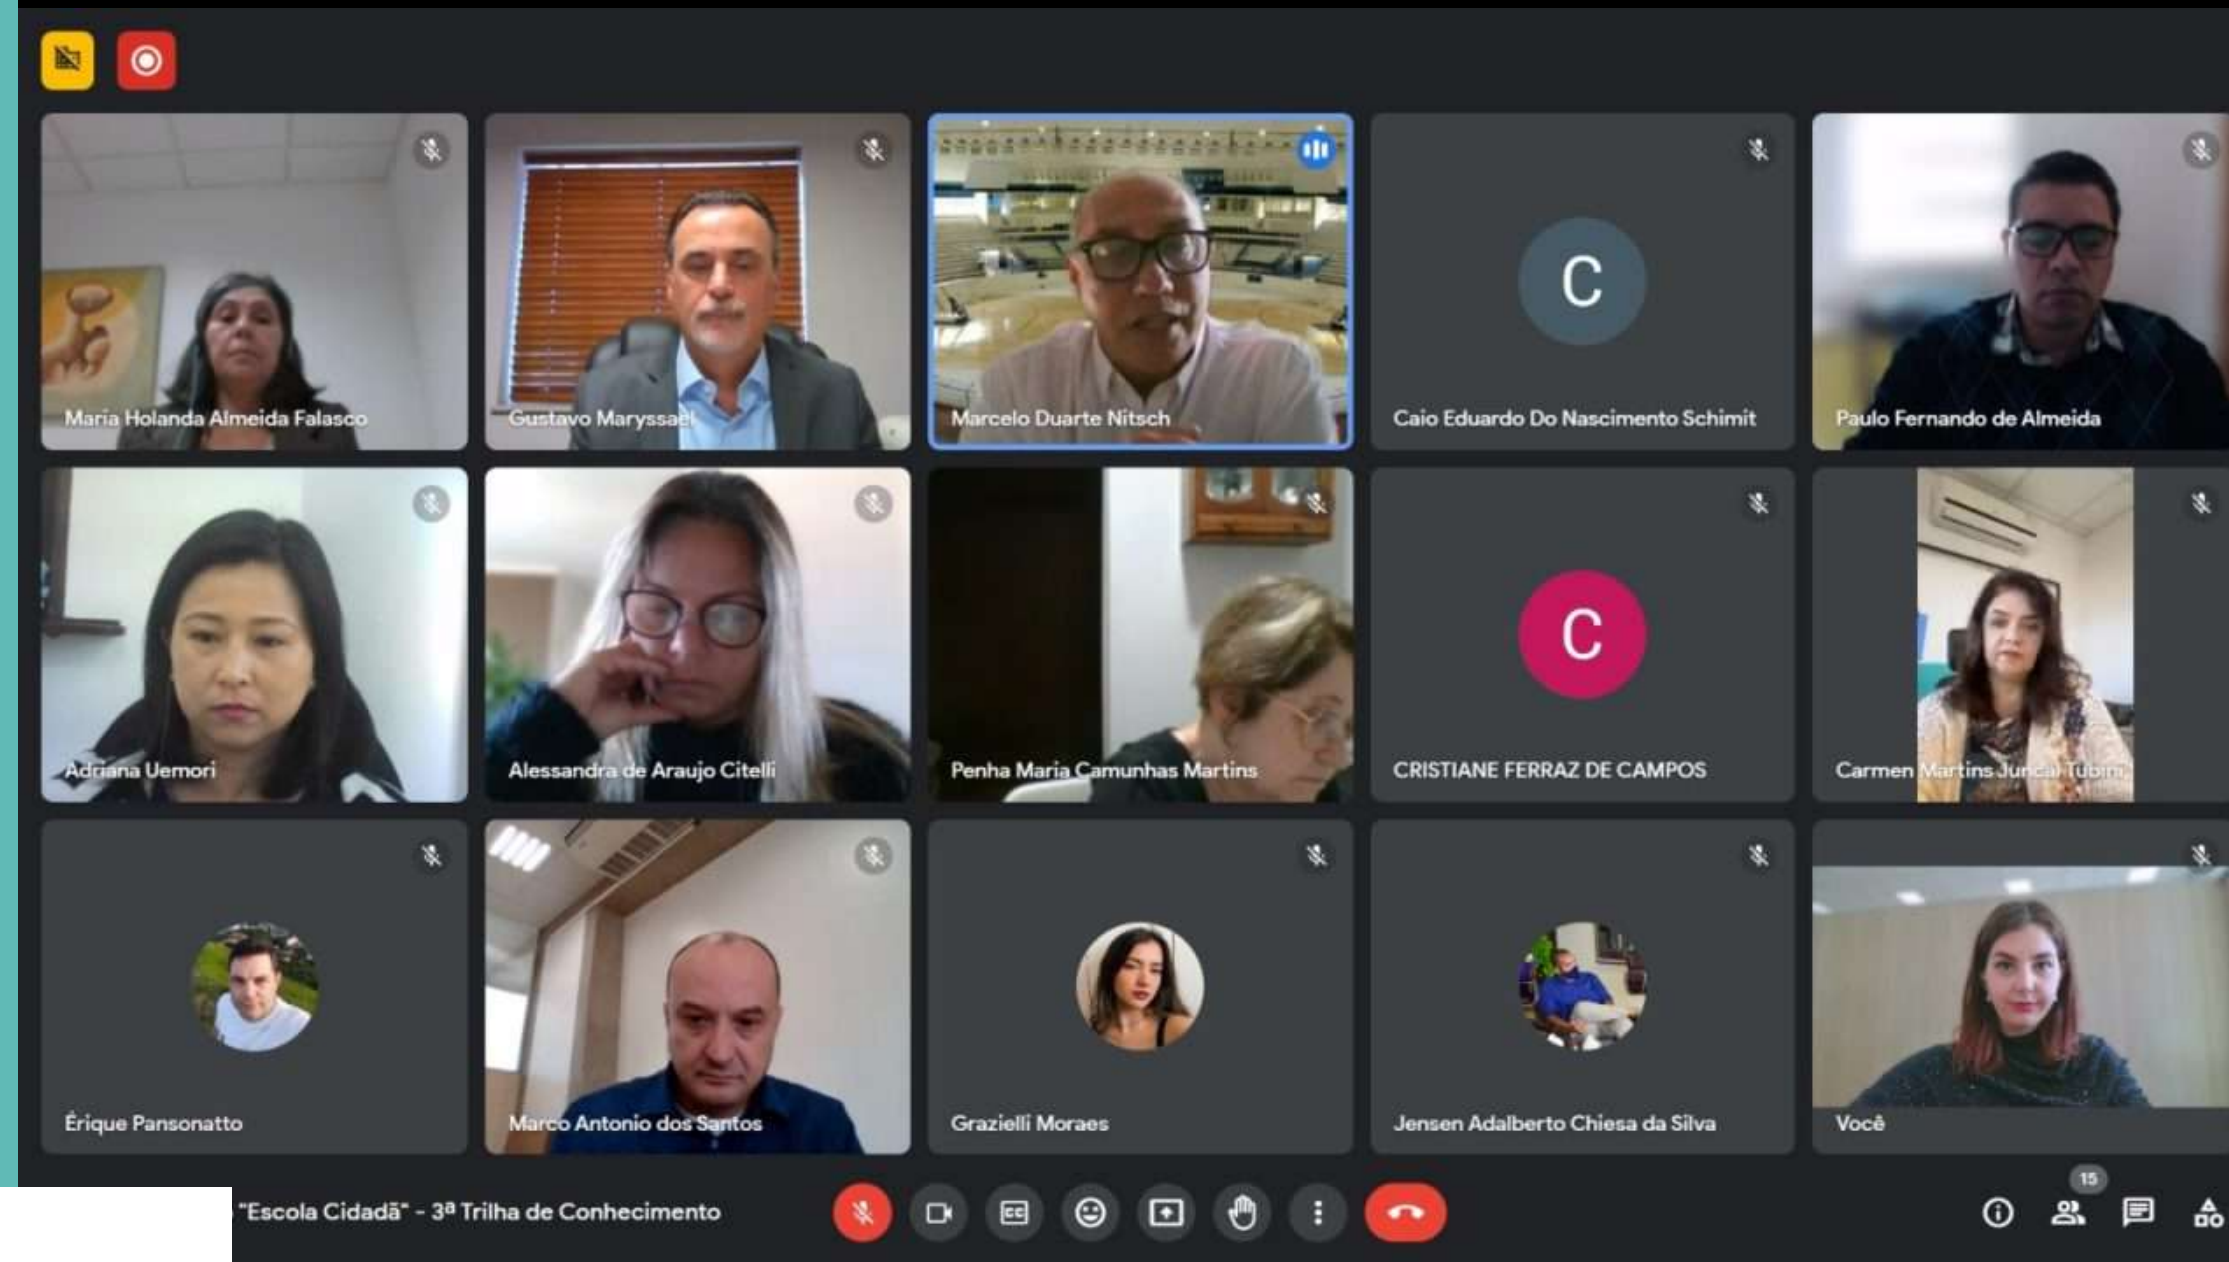 Maria Holanda Almeida Falasco
Gustavo Maryssael
Marcelo Duarte Nitsch
C
Caio Eduardo Do Nascimento Schimit
Paulo Fernando de Almeida
Adriana Uemori
Alessandra de Araujo Citelli
Penha Maria Camunhas Martins
C
CRISTIANE FERRAZ DE CAMPOS
Carmen Martins Juncal Tubini
Érique Pansonatto
Marco Antonio dos Santos
Grazielli Moraes
Jensen Adalberto Chiesa da Silva
Você
"Escola Cidadã" - 3ª Trilha de Conhecimento
CC
15